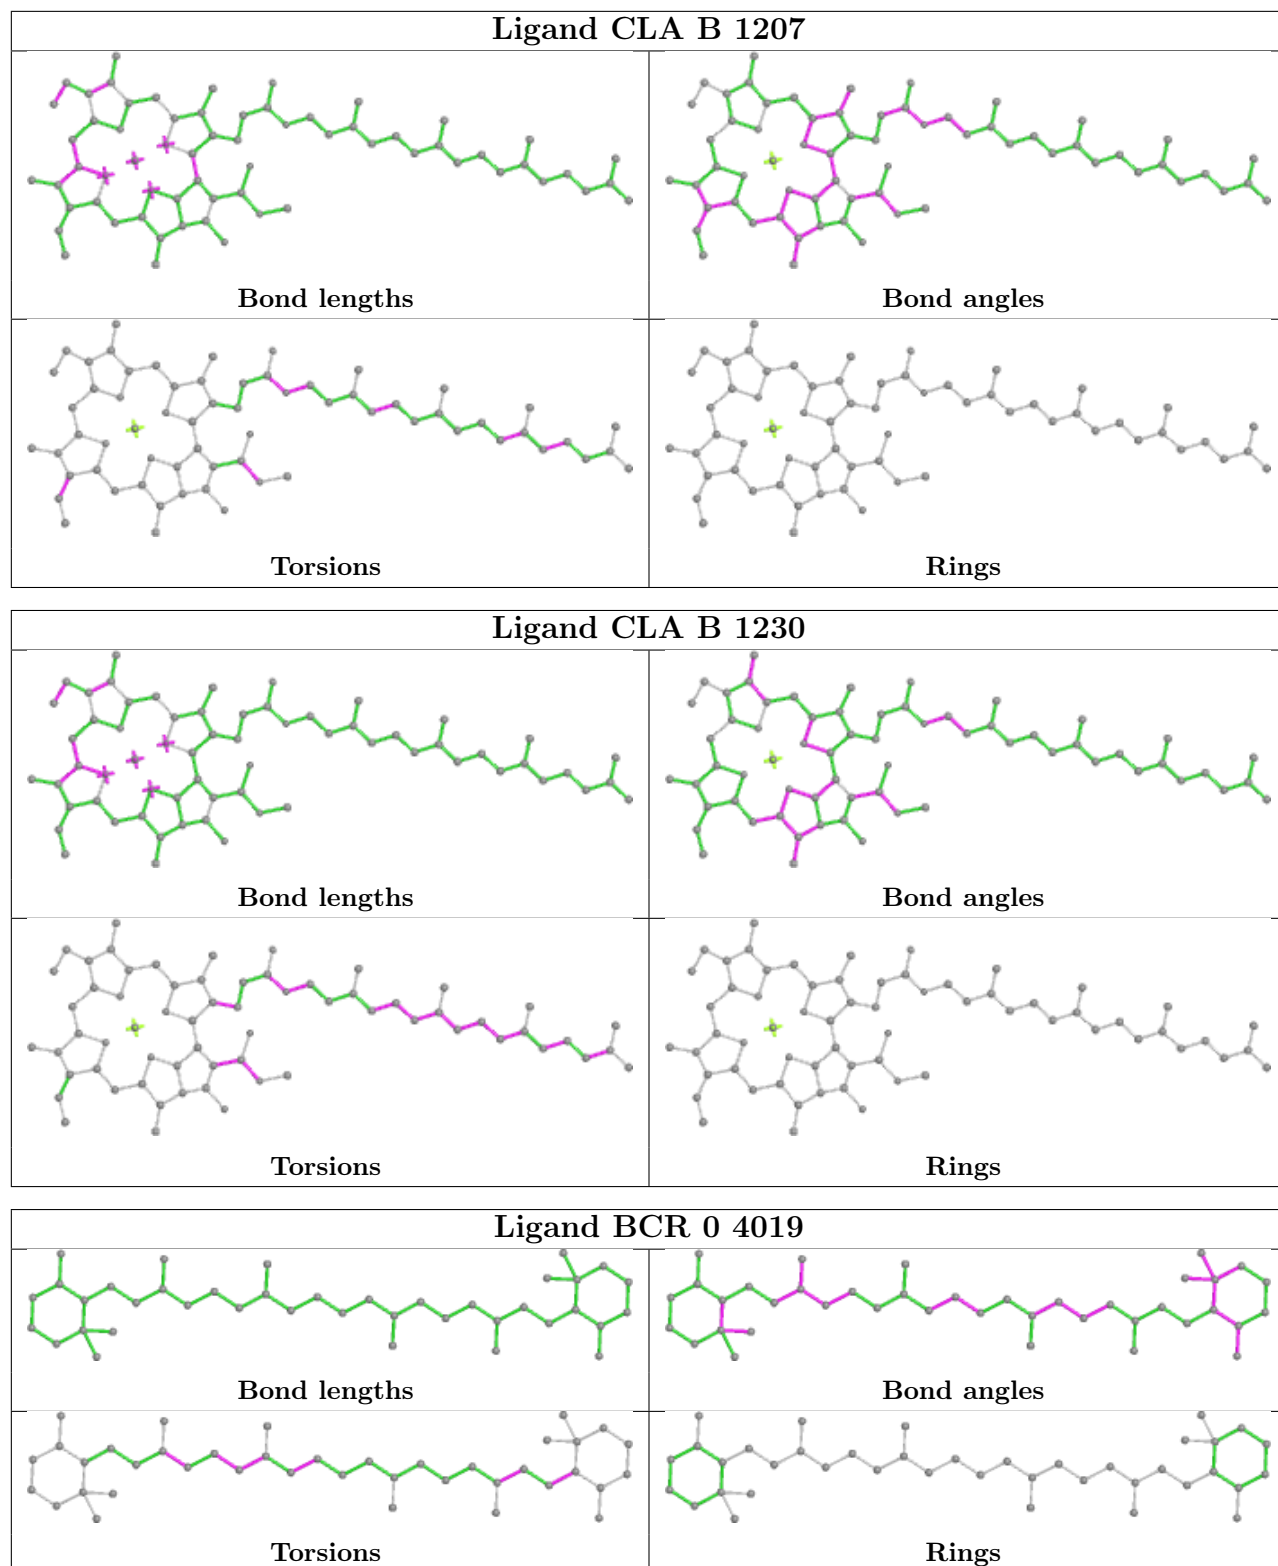 Ligand CLA B 1207
Bond lengths
Bond angles
Torsions
Rings
Ligand CLA B 1230
Bond lengths
Bond angles
Torsions
Rings
Ligand BCR 0 4019
Bond lengths
Bond angles
Torsions
Rings